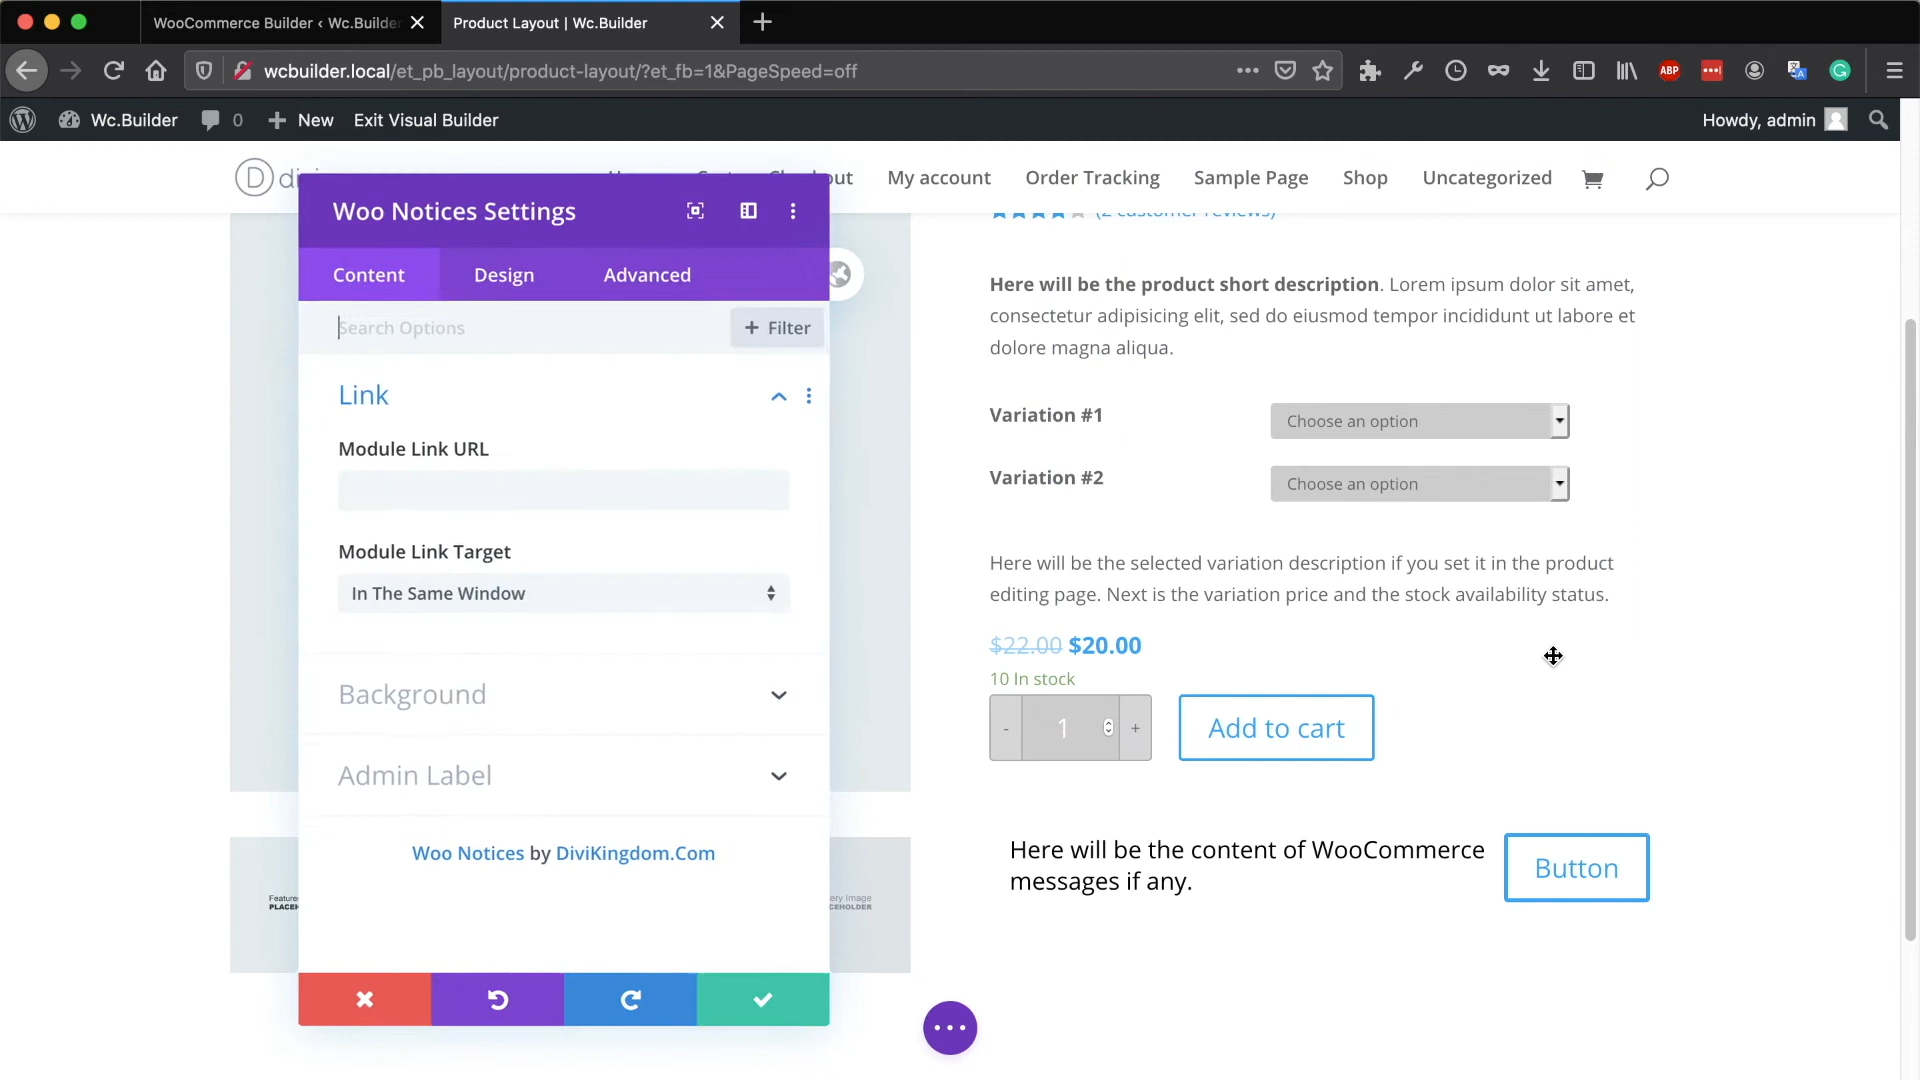 WooCommerce Builder ‹ Wc.Builde
Product Layout | Wc.Builder
wcbuilder.local/et_pb_layout/product-layout/?et_fb=1&PageSpeed=off
ABP
Wc.Builder
0
New
Exit Visual Builder
Howdy, admin
D
My account
Order Tracking
Sample Page
Shop
Uncategorized
(2 customer reviews)
Woo Notices Settings
Content
Design
Advanced
Search Options
+ Filter
Link
Module Link URL
Module Link Target
In The Same Window
Background
Admin Label
Woo Notices by DiviKingdom.Com
Here will be the product short description. Lorem ipsum dolor sit amet,
consectetur adipisicing elit, sed do eiusmod tempor incididunt ut labore et
dolore magna aliqua.
Variation #1
Choose an option
Variation #2
Choose an option
Here will be the selected variation description if you set it in the product
editing page. Next is the variation price and the stock availability status.
$22.00 $20.00
10 In stock
- 1 +
Add to cart
Here will be the content of WooCommerce
messages if any.
Button